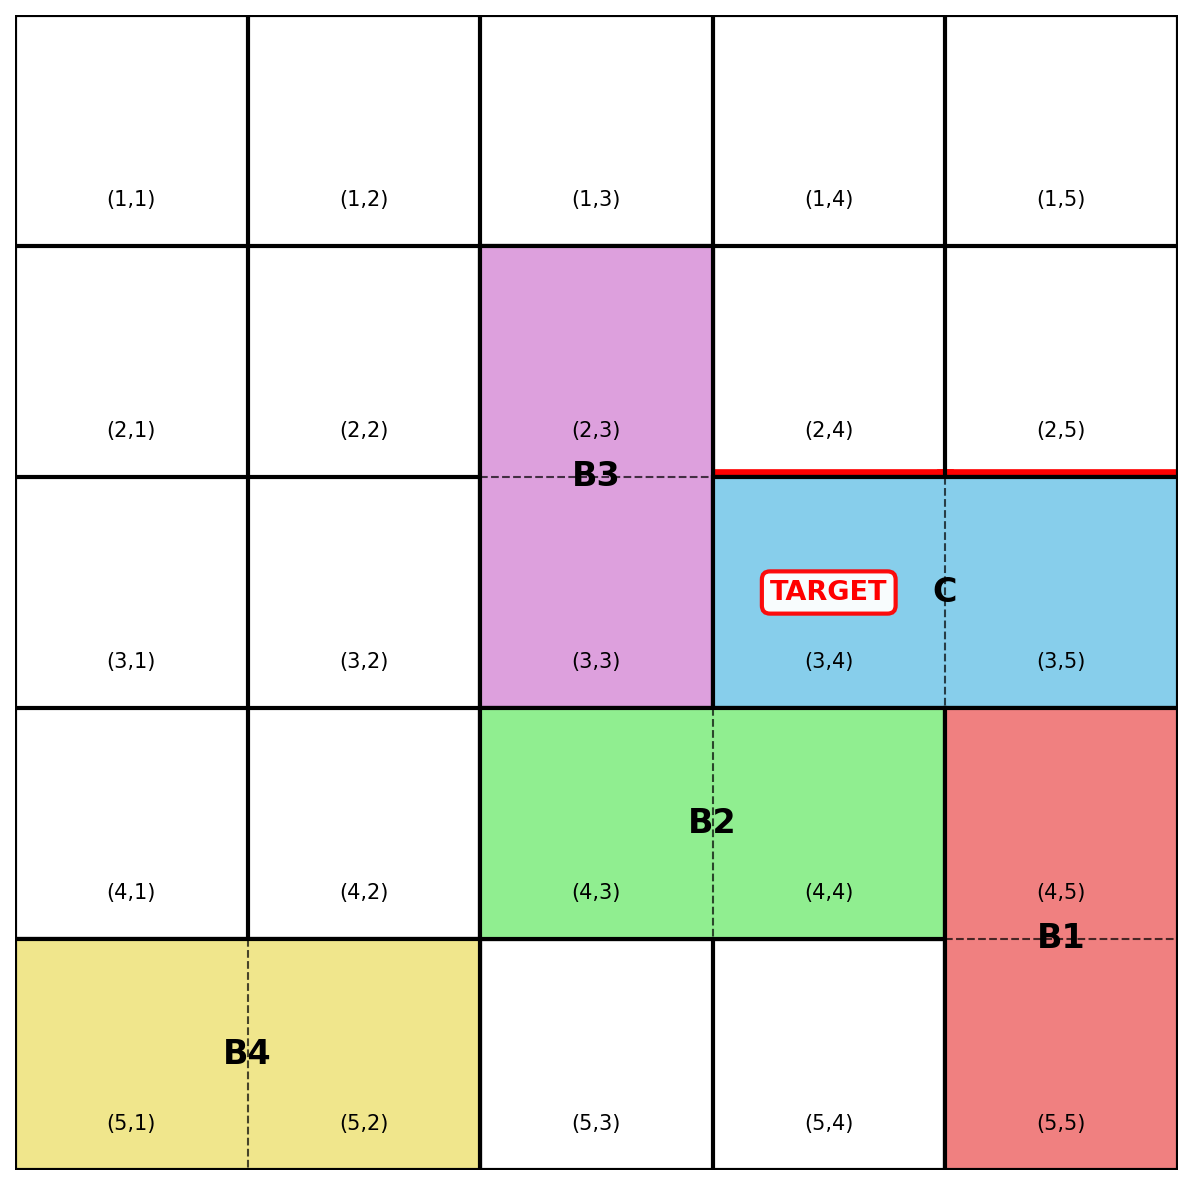 (1,1) (1,2) (1,3) (1,4) (1,5)
(2,1) (2,2) (2,3) (2,4) (2,5)
B3
TARGET C
(3,1) (3,2) (3,3) (3,4) (3,5)
B2
(4,1) (4,2) (4,3) (4,4) (4,5)
B1
B4
(5,1) (5,2) (5,3) (5,4) (5,5)